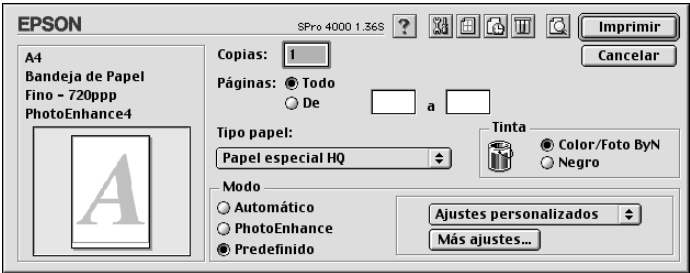 EPSON
SPro 4000 1.36S
?
Imprimir
A4
Bandeja de Papel
Fino - 720ppp
PhotoEnhance4
A
Copias: 1
Cancelar
Páginas: Todo
De a
Tipo papel:
Papel especial HQ
Tinta
Color/Foto ByN
Negro
Modo
Automático
PhotoEnhance
Predefinido
Ajustes personalizados
Más ajustes...